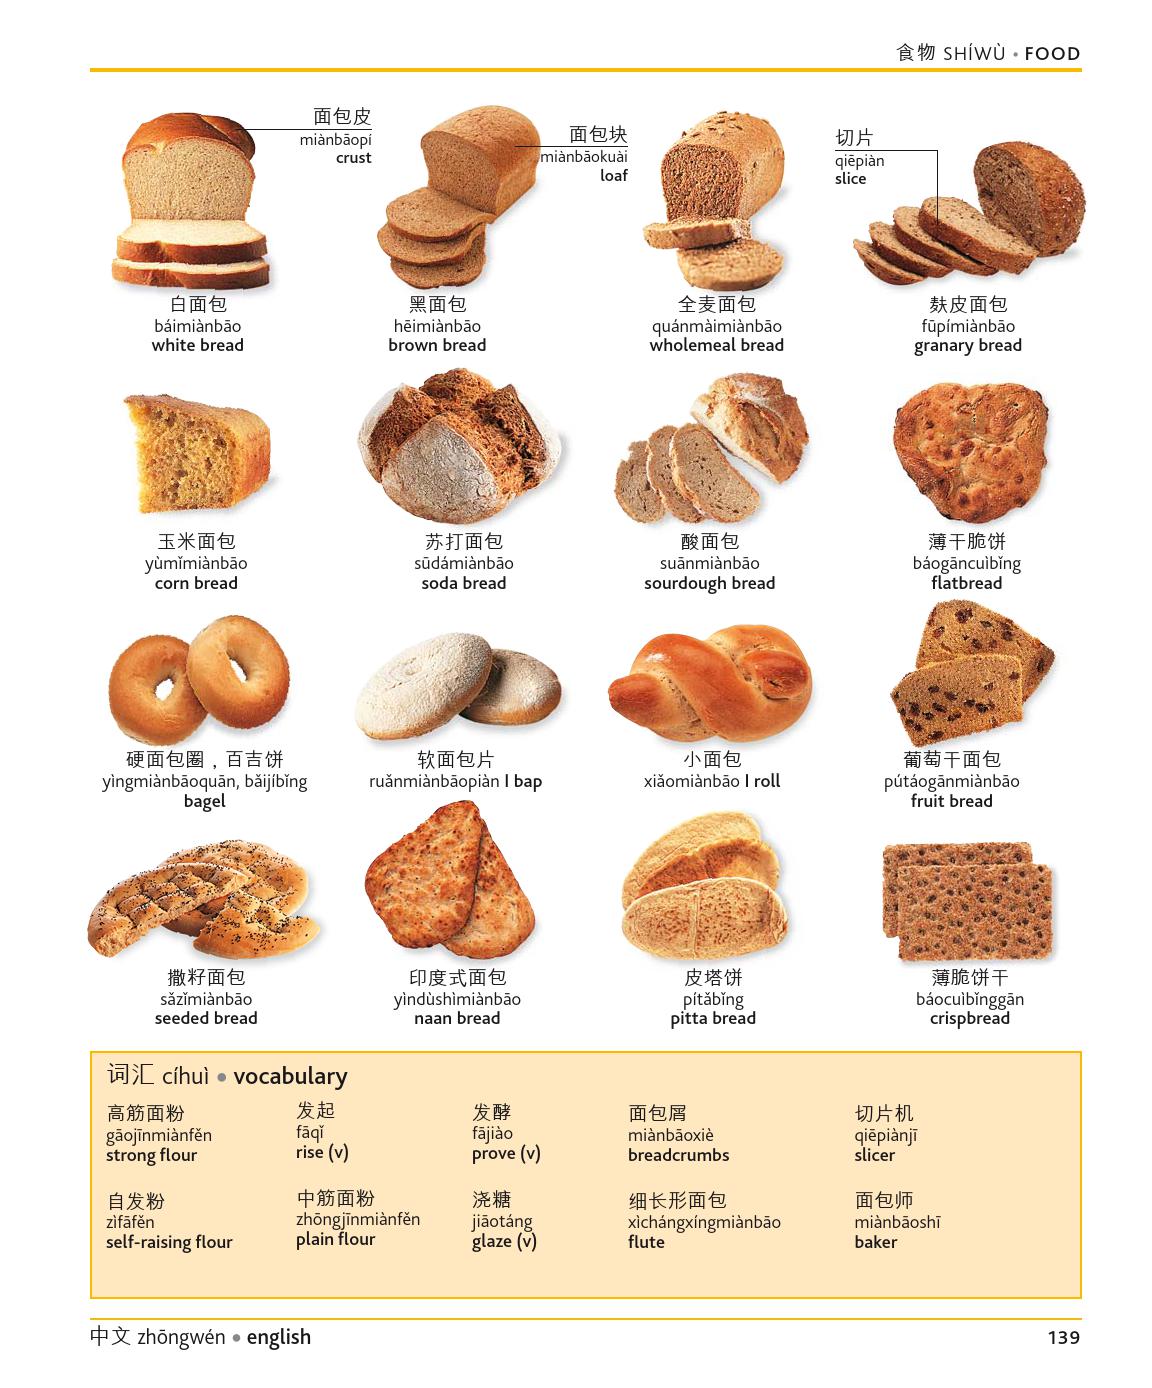 食物 SHÍWÙ • FOOD
面包皮
miànbāopí
crust
面包块
miànbāokuài
loaf
切片
qiēpiàn
slice
白面包
báimiànbāo
white bread
黑面包
hēimiànbāo
brown bread
全麦面包
quánmàimiànbāo
wholemeal bread
麸皮面包
fūpímiànbāo
granary bread
玉米面包
yùmǐmiànbāo
corn bread
苏打面包
sūdámiànbāo
soda bread
酸面包
suānmiànbāo
sourdough bread
薄干脆饼
báogāncuìbǐng
flatbread
硬面包圈，百吉饼
yìngmiànbāoquān, bǎijíbǐng
bagel
软面包片
ruǎnmiànbāopiàn I bap
小面包
xiǎomiànbāo I roll
葡萄干面包
pútáogānmiànbāo
fruit bread
撒籽面包
sǎzǐmiànbāo
seeded bread
印度式面包
yìndùshìmiànbāo
naan bread
皮塔饼
pítǎbǐng
pitta bread
薄脆饼干
báocuìbǐnggān
crispbread
词汇 cíhuì • vocabulary
高筋面粉
gāojīnmiànfěn
strong flour
发起
fāqǐ
rise (v)
发酵
fājiào
prove (v)
面包屑
miànbāoxiè
breadcrumbs
切片机
qiēpiànjī
slicer
自发粉
zìfāfěn
self-raising flour
中筋面粉
zhōngjīnmiànfěn
plain flour
浇糖
jiāotáng
glaze (v)
细长形面包
xìchángxíngmiànbāo
flute
面包师
miànbāoshī
baker
中文 zhōngwén • english
139